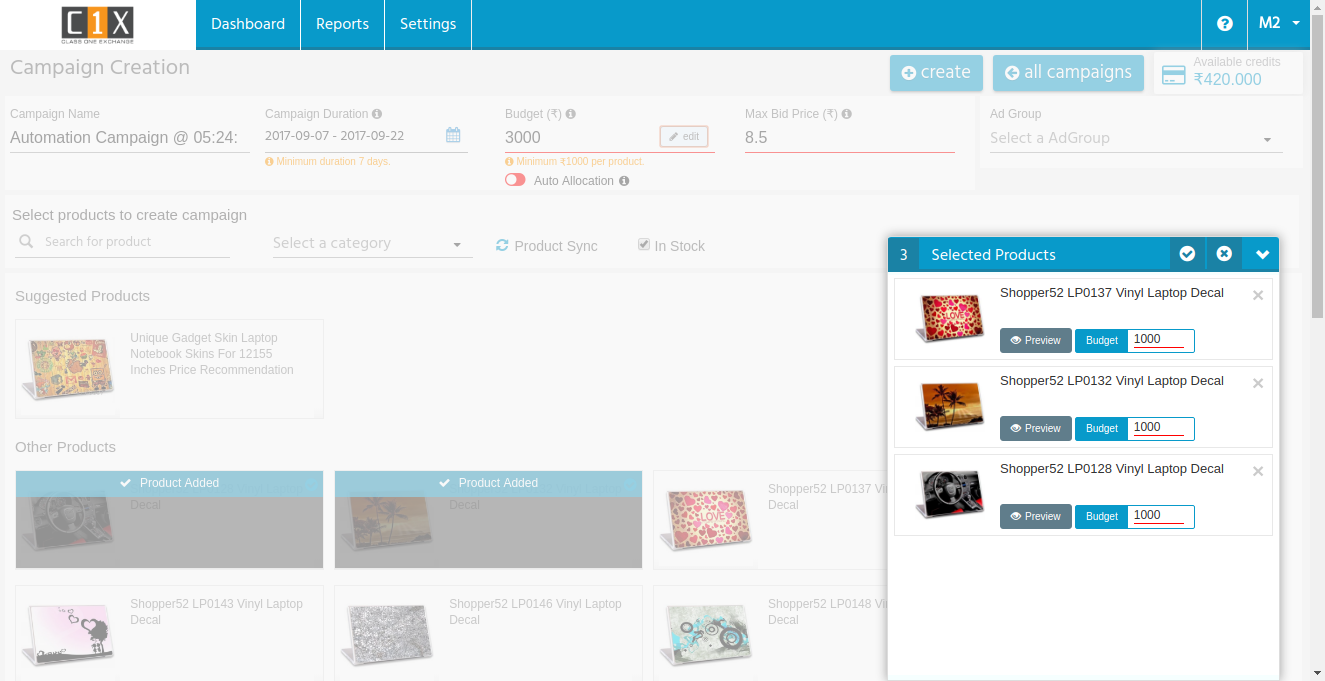 C1X
CLASS ONE EXCHANGE
Dashboard
Reports
Settings
M2
Campaign Creation
create
all campaigns
Available credits
₹420.000
Campaign Name
Automation Campaign @ 05:24:
Campaign Duration
2017-09-07 - 2017-09-22
Minimum duration 7 days.
Budget (₹)
3000
edit
Minimum ₹1000 per product.
Auto Allocation
Max Bid Price (₹)
8.5
Ad Group
Select a AdGroup
Select products to create campaign
Search for product
Select a category
Product Sync
In Stock
Suggested Products
Unique Gadget Skin Laptop
Notebook Skins For 12155
Inches Price Recommendation
Other Products
Product Added
Decal
Product Added
Decal
Shopper52 LP0137 Vi
Decal
LOVE
Shopper52 LP0143 Vinyl Laptop
Decal
Shopper52 LP0146 Vinyl Laptop
Decal
Shopper52 LP0148 Vi
Decal
3
Selected Products
Shopper52 LP0137 Vinyl Laptop Decal
LOVE
Preview
Budget
1000
Shopper52 LP0132 Vinyl Laptop Decal
Preview
Budget
1000
Shopper52 LP0128 Vinyl Laptop Decal
Preview
Budget
1000